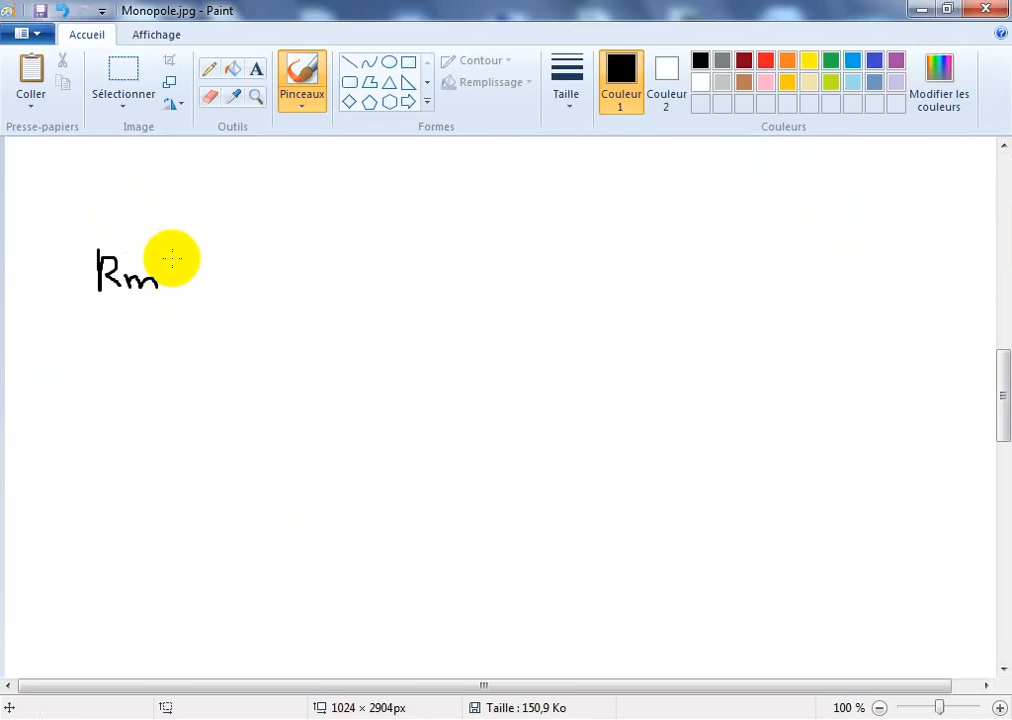 Monopole.jpg - Paint
Accueil
Affichage
Coller
Sélectionner
Pinceaux
Contour
Remplissage
Taille
Couleur 1
Couleur 2
Modifier les couleurs
Presse-papiers
Image
Outils
Formes
Couleurs
Rm
1024 × 2904px
Taille : 150,9 Ko
100 %